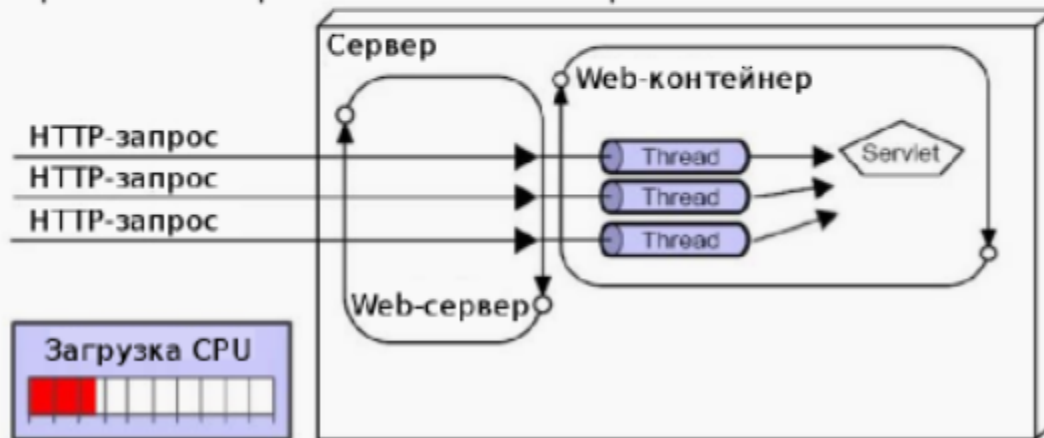 Сервер
Web-контейнер
HTTP-запрос
Thread
Servlet
HTTP-запрос
Thread
HTTP-запрос
Thread
Web-сервер
Загрузка CPU